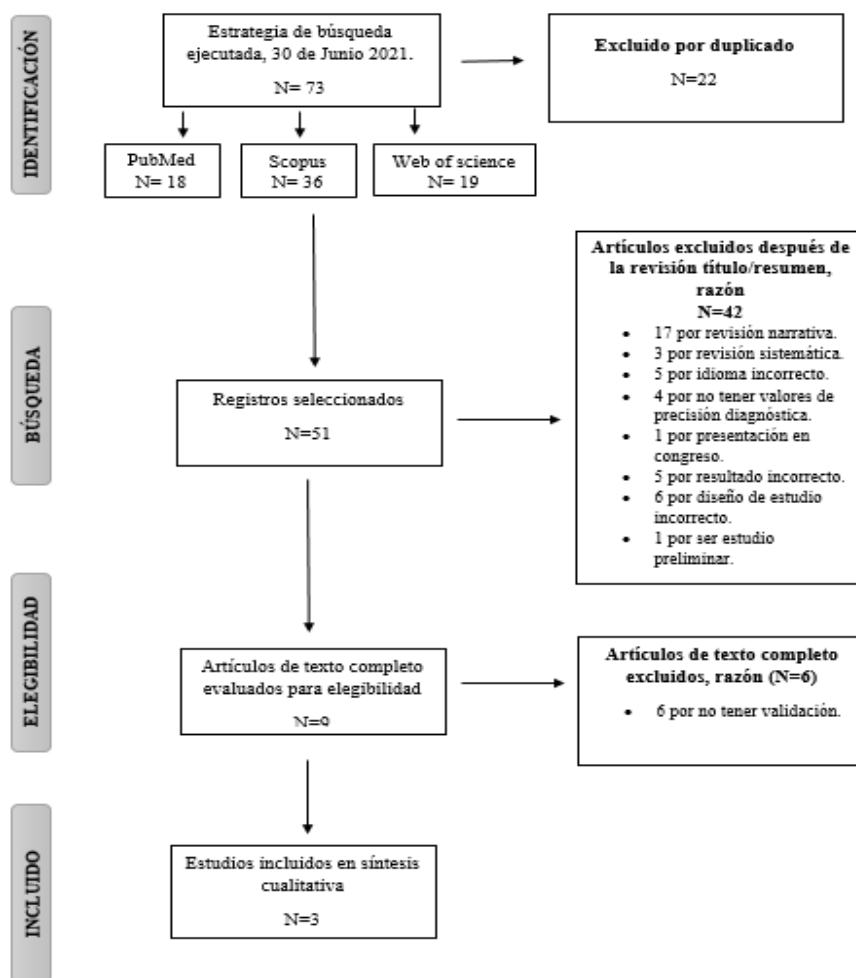 IDENTIFICACIÓN
Estrategia de búsqueda
ejecutada, 30 de Junio 2021.
N= 73
Excluido por duplicado
N=22
PubMed
N= 18
Scopus
N= 36
Web of science
N= 19
BÚSQUEDA
Registros seleccionados
N=51
Artículos excluidos después de
la revisión título/resumen,
razón
N=42
• 17 por revisión narrativa.
• 3 por revisión sistemática.
• 5 por idioma incorrecto.
• 4 por no tener valores de
precisión diagnóstica.
• 1 por presentación en
congreso.
• 5 por resultado incorrecto.
• 6 por diseño de estudio
incorrecto.
• 1 por ser estudio
preliminar.
ELEGIBILIDAD
Artículos de texto completo
evaluados para elegibilidad
N=9
Artículos de texto completo
excluidos, razón (N=6)
• 6 por no tener validación.
INCLUIDO
Estudios incluidos en síntesis
cualitativa
N=3